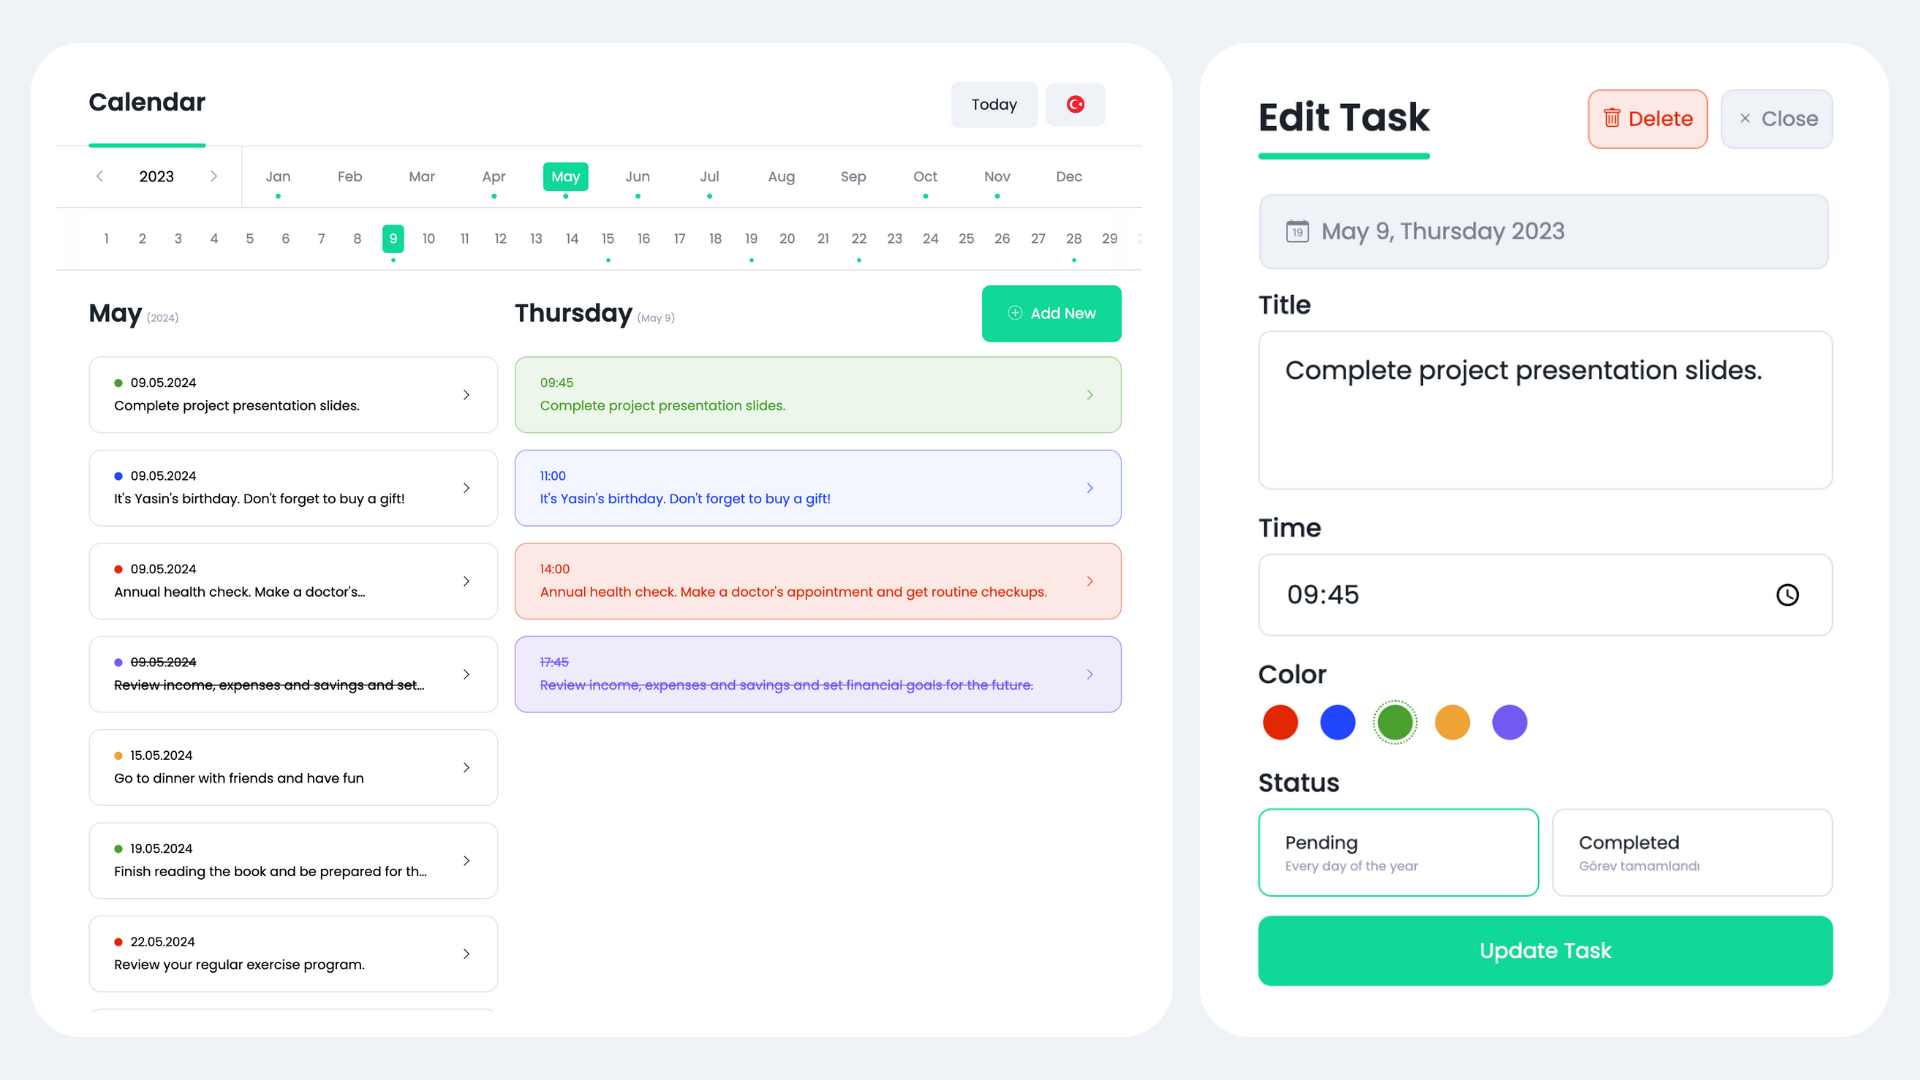 Calendar
Today
2023 Jan Feb Mar Apr May Jun Jul Aug Sep Oct Nov Dec
1 2 3 4 5 6 7 8 9 10 11 12 13 14 15 16 17 18 19 20 21 22 23 24 25 26 27 28 29
May (2024)
09.05.2024
Complete project presentation slides.
09.05.2024
It's Yasin's birthday. Don't forget to buy a gift!
09.05.2024
Annual health check. Make a doctor's...
09.05.2024
Review income, expenses and savings and set...
15.05.2024
Go to dinner with friends and have fun
19.05.2024
Finish reading the book and be prepared for th...
22.05.2024
Review your regular exercise program.
Thursday (May 9)
Add New
09:45
Complete project presentation slides.
11:00
It's Yasin's birthday. Don't forget to buy a gift!
14:00
Annual health check. Make a doctor's appointment and get routine checkups.
17:45
Review income, expenses and savings and set financial goals for the future.
Edit Task
Delete
Close
19
May 9, Thursday 2023
Title
Complete project presentation slides.
Time
09:45
Color
Status
Pending
Every day of the year
Completed
Görev tamamlandı
Update Task